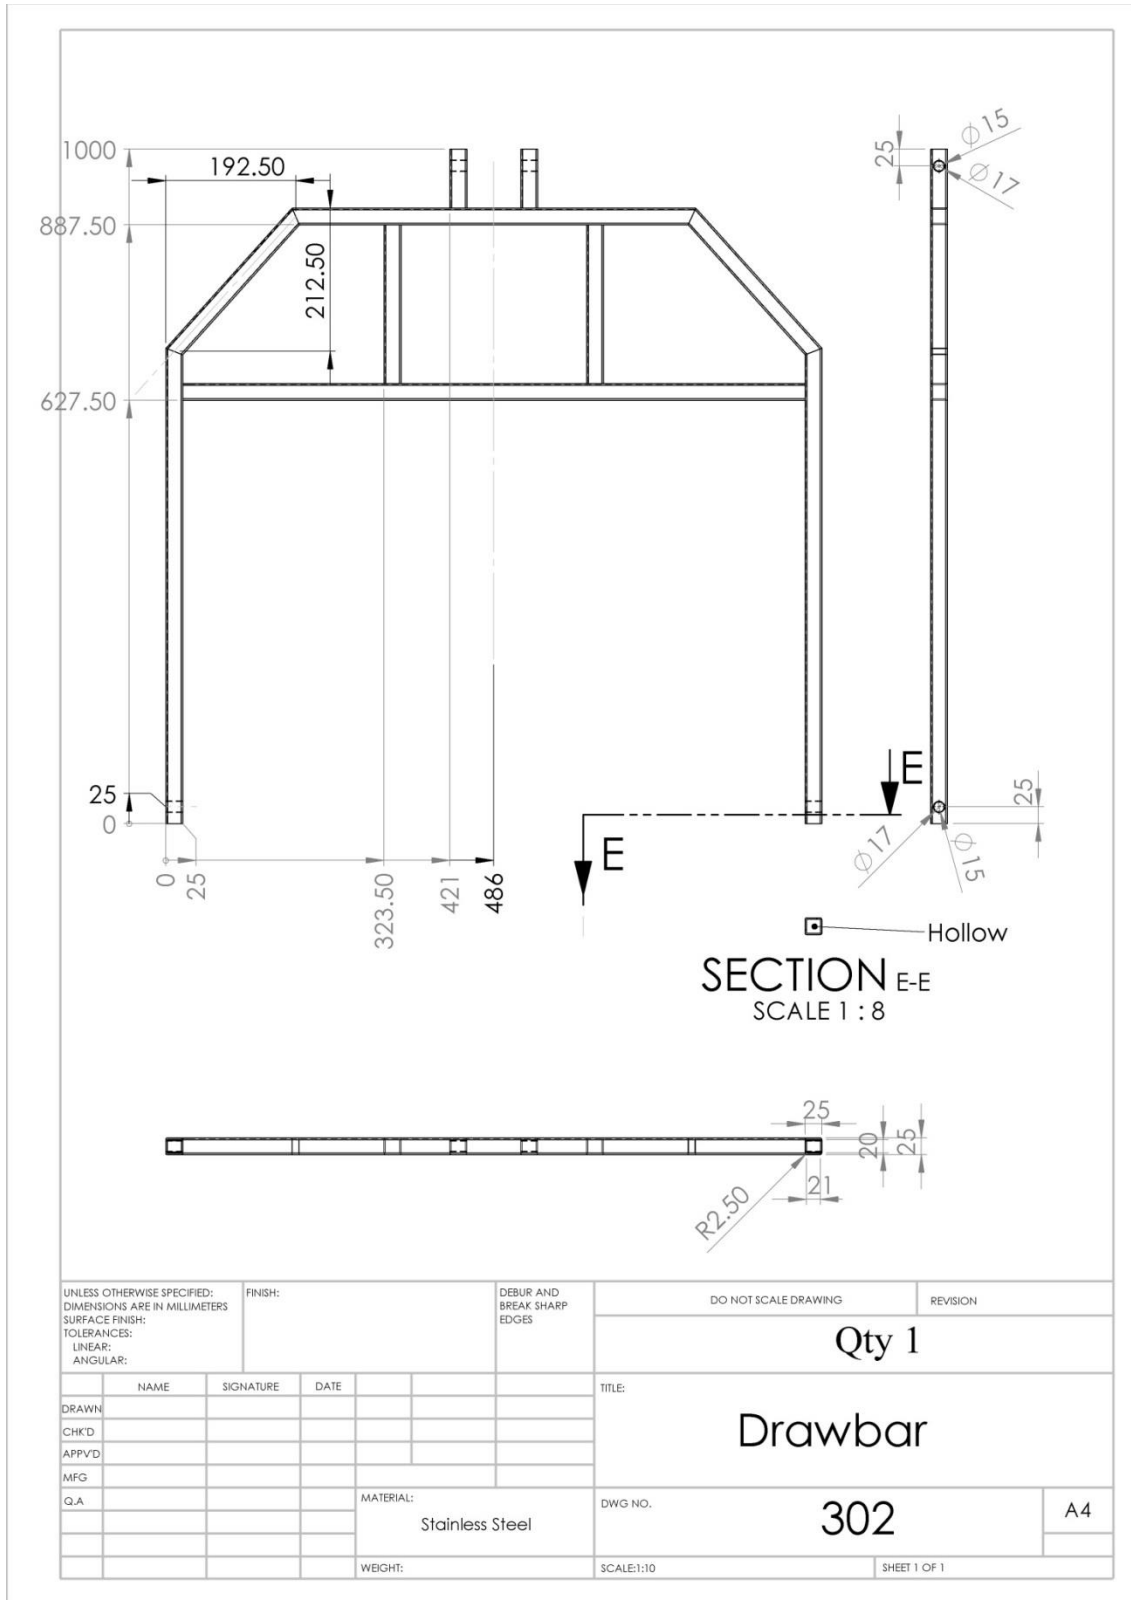 1000
192.50
25
Ø15
Ø17
887.50
212.50
627.50
25
0
E
E
25
Ø17
Ø15
0
25
323.50
421
486
Hollow
SECTION E-E
SCALE 1 : 8
25
20
25
21
R2.50
UNLESS OTHERWISE SPECIFIED:
DIMENSIONS ARE IN MILLIMETERS
SURFACE FINISH:
TOLERANCES:
LINEAR:
ANGULAR:
FINISH:
DEBUR AND
BREAK SHARP
EDGES
DO NOT SCALE DRAWING
REVISION
Qty 1
NAME
SIGNATURE
DATE
TITLE:
DRAWN
CHK'D
APPV'D
MFG
Q.A
Drawbar
MATERIAL:
Stainless Steel
DWG NO.
302
A4
WEIGHT:
SCALE:1:10
SHEET 1 OF 1